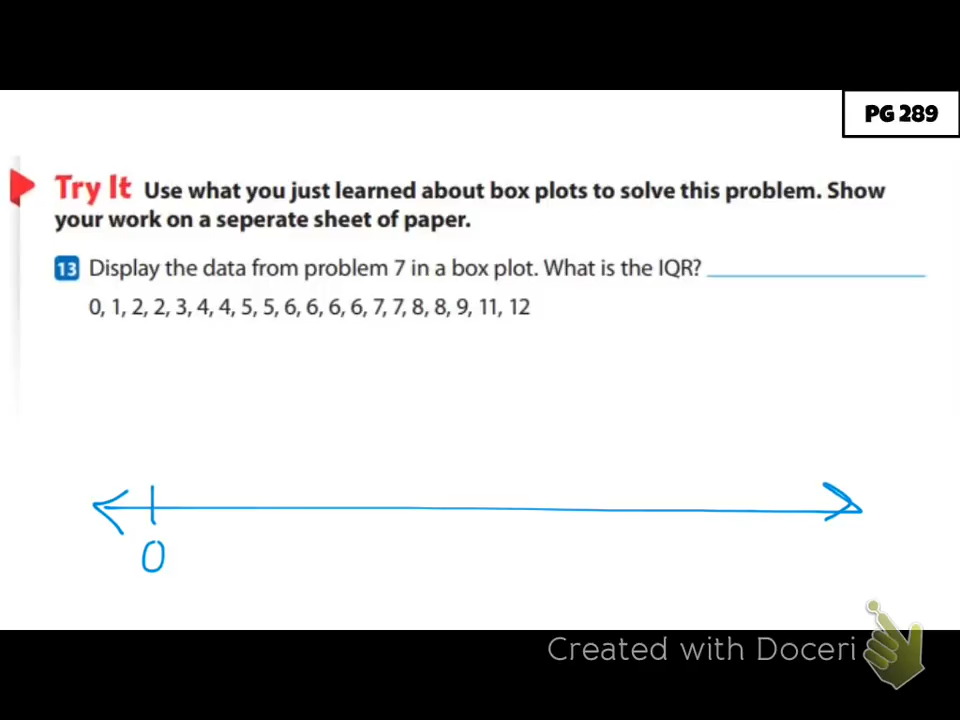 PG 289
Try It Use what you just learned about box plots to solve this problem. Show
your work on a seperate sheet of paper.
13 Display the data from problem 7 in a box plot. What is the IQR?
0, 1, 2, 2, 3, 4, 4, 5, 5, 6, 6, 6, 6, 7, 7, 8, 8, 9, 11, 12
0
Created with Doceri